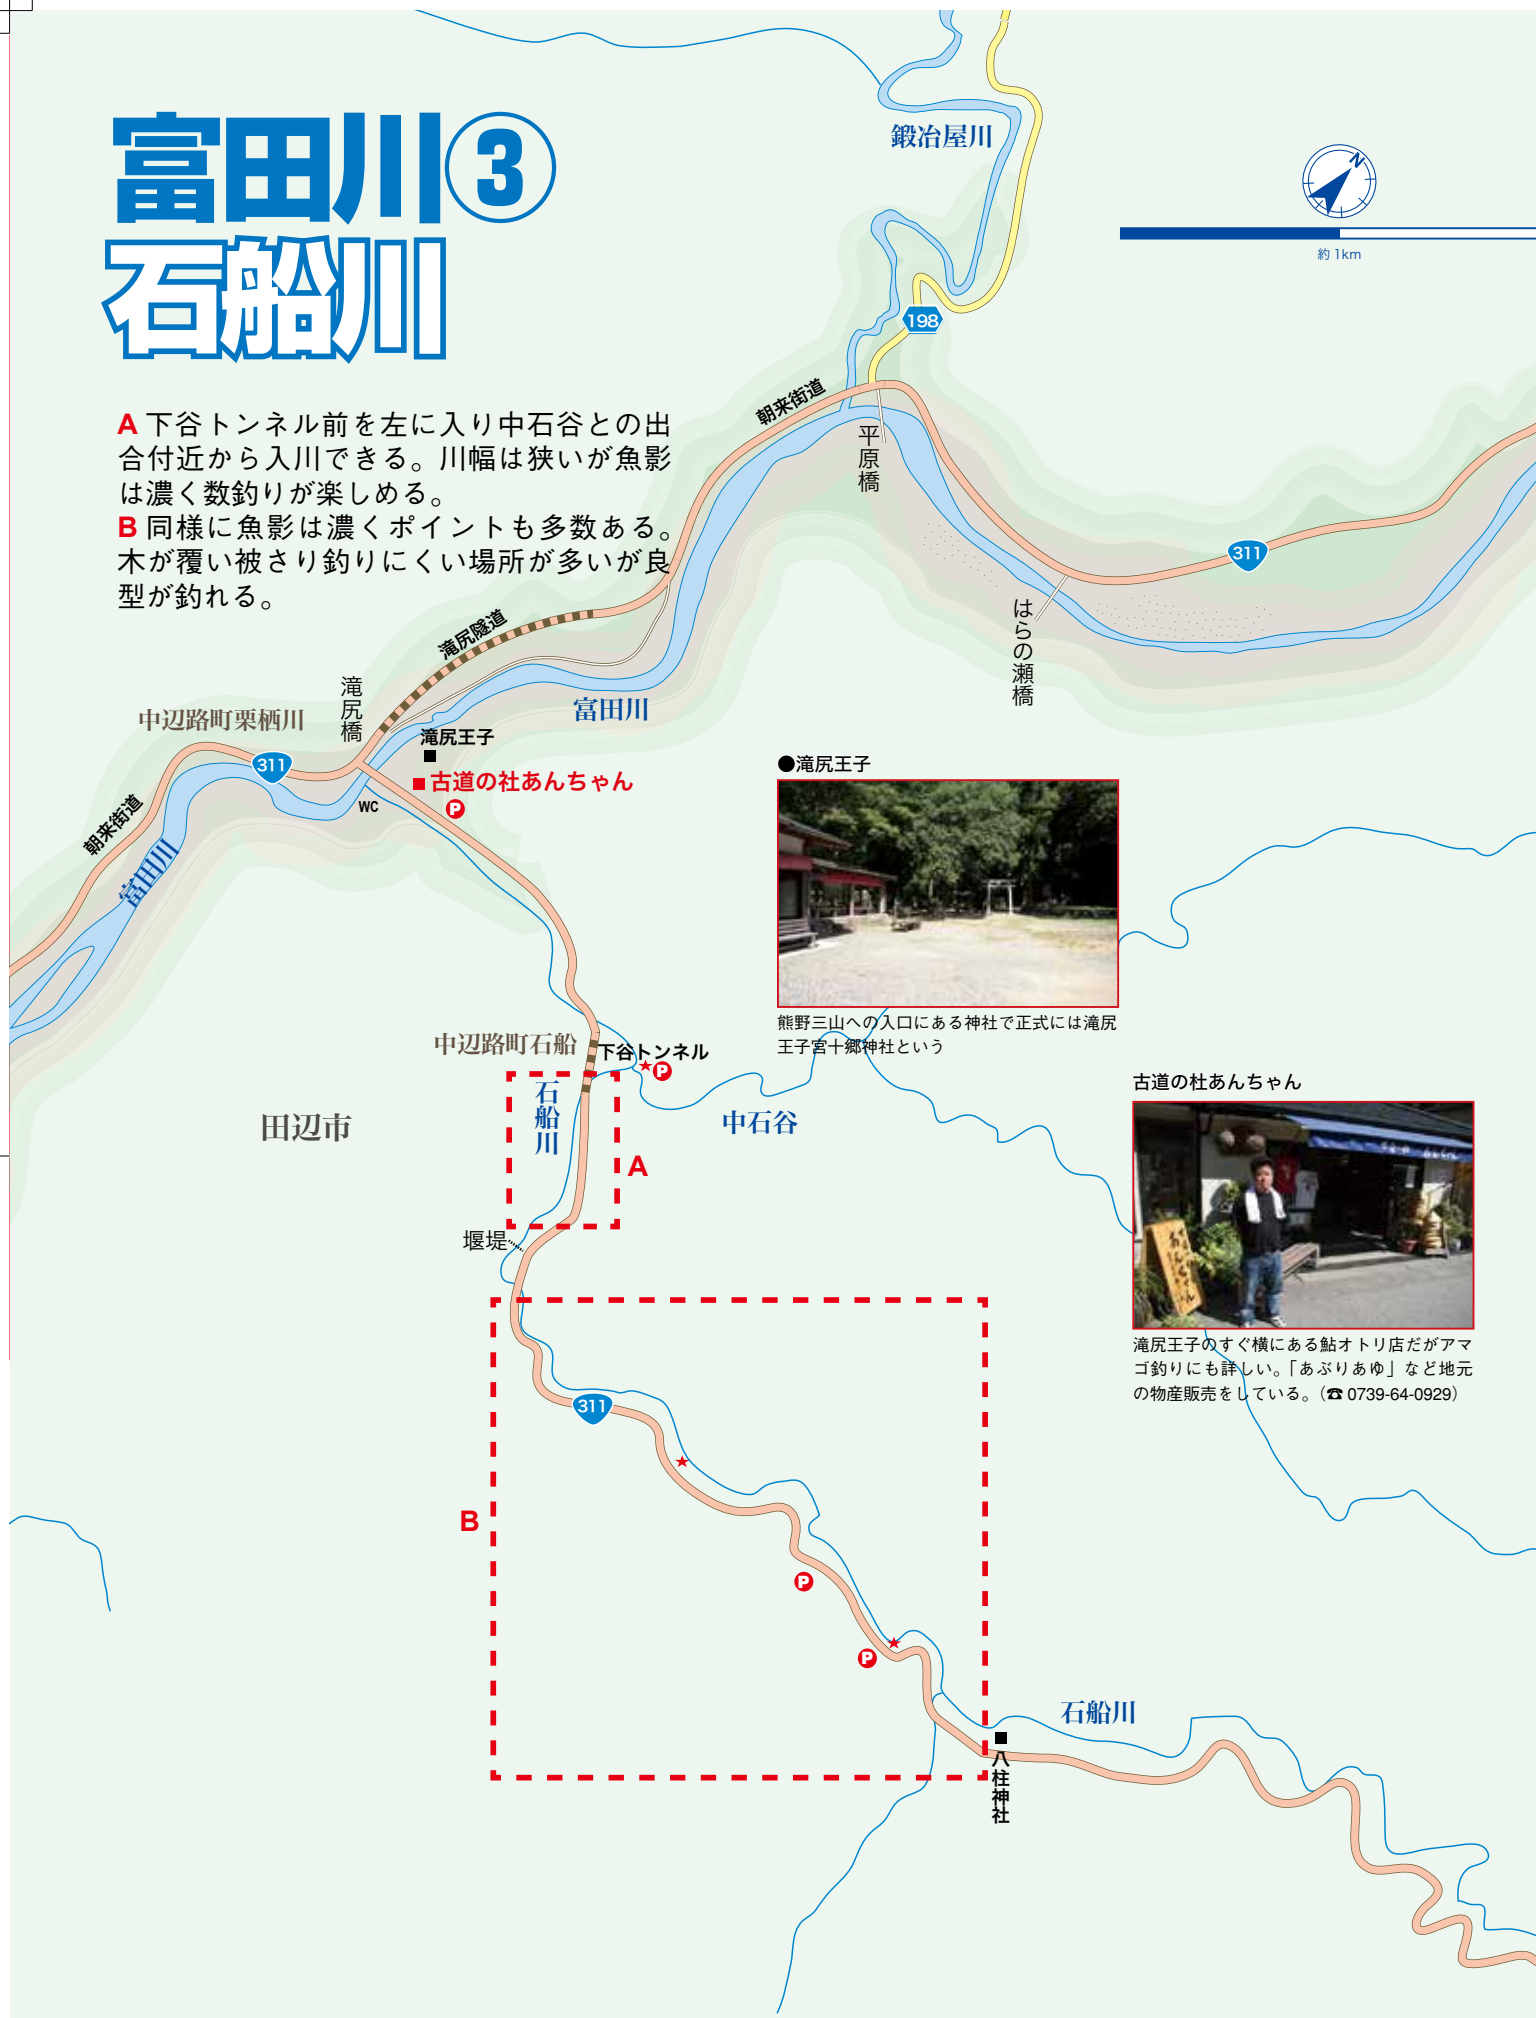 富田川③
石船川
A 下谷トンネル前を左に入り中石谷との出
合付近から入川できる。川幅は狭いが魚影
は濃く数釣りが楽しめる。
B 同様に魚影は濃くポイントも多数ある。
木が覆い被さり釣りにくい場所が多いが良
型が釣れる。
鍛冶屋川
N
約 1km
198
朝来街道
平原橋
311
はらの瀬橋
滝尻隧道
滝尻橋
富田川
中辺路町栗栖川
311
滝尻王子
古道の社あんちゃん
P
WC
朝来街道
富田川
●滝尻王子
熊野三山への入口にある神社で正式には滝尻
王子宮十郷神社という
中辺路町石船
下谷トンネル
P
石船川
中石谷
田辺市
A
堰堤
古道の杜あんちゃん
あんちゃん
滝尻王子のすぐ横にある鮎オトリ店だがアマ
ゴ釣りにも詳しい。「あぶりあゆ」など地元
の物産販売をしている。（☎ 0739-64-0929）
311
B
P
P
石船川
八柱神社